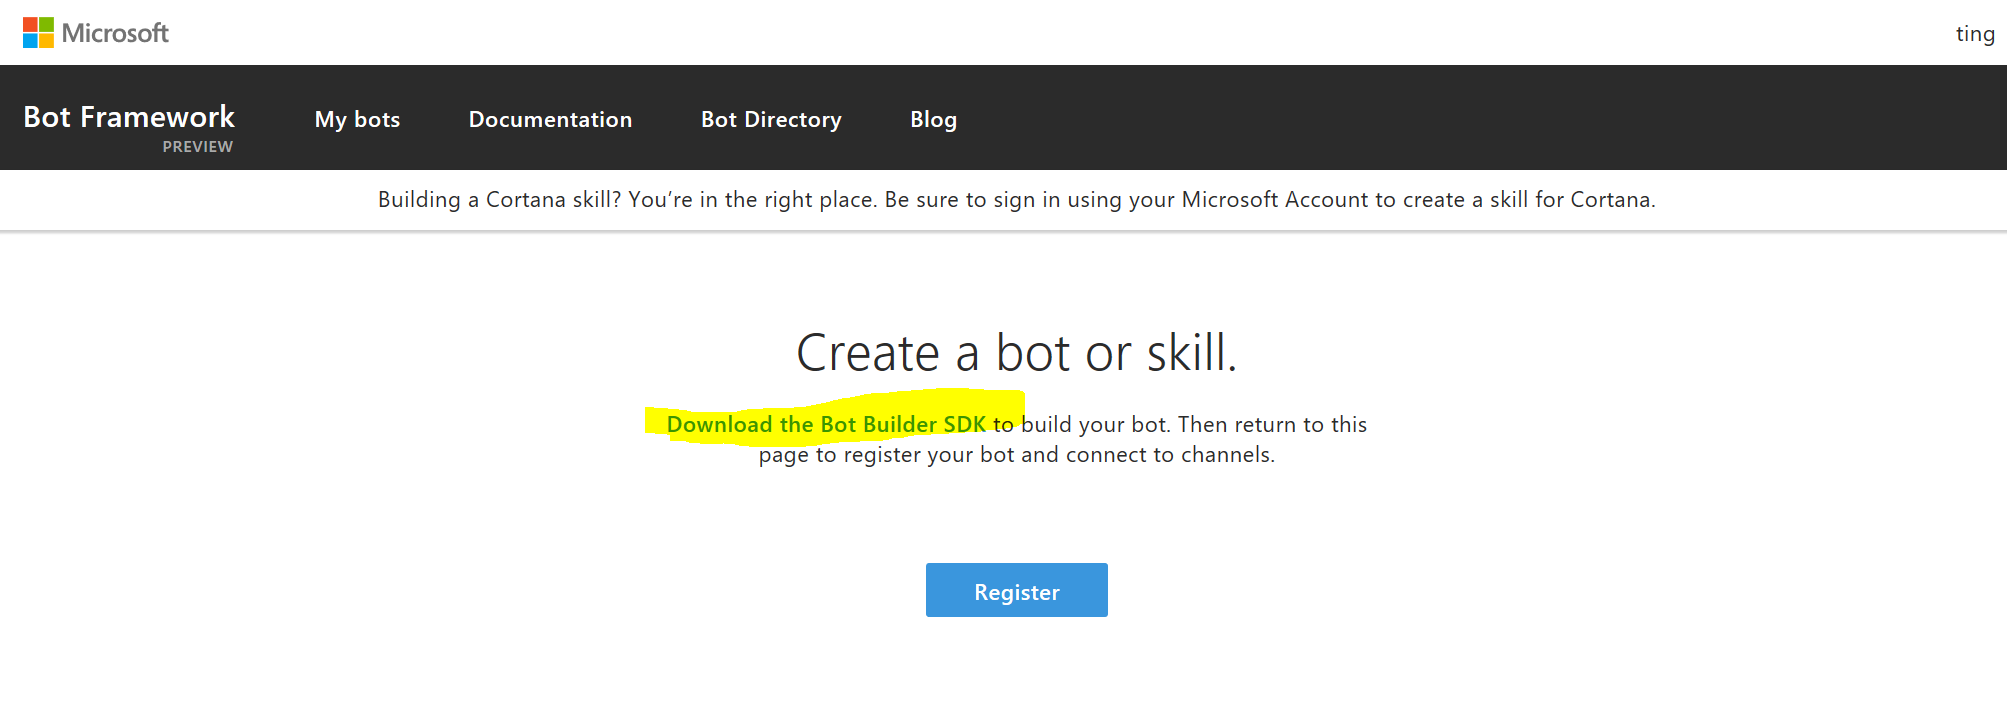 Microsoft
ting
Bot Framework
PREVIEW
My bots
Documentation
Bot Directory
Blog
Building a Cortana skill? You’re in the right place. Be sure to sign in using your Microsoft Account to create a skill for Cortana.
Create a bot or skill.
Download the Bot Builder SDK to build your bot. Then return to this
page to register your bot and connect to channels.
Register